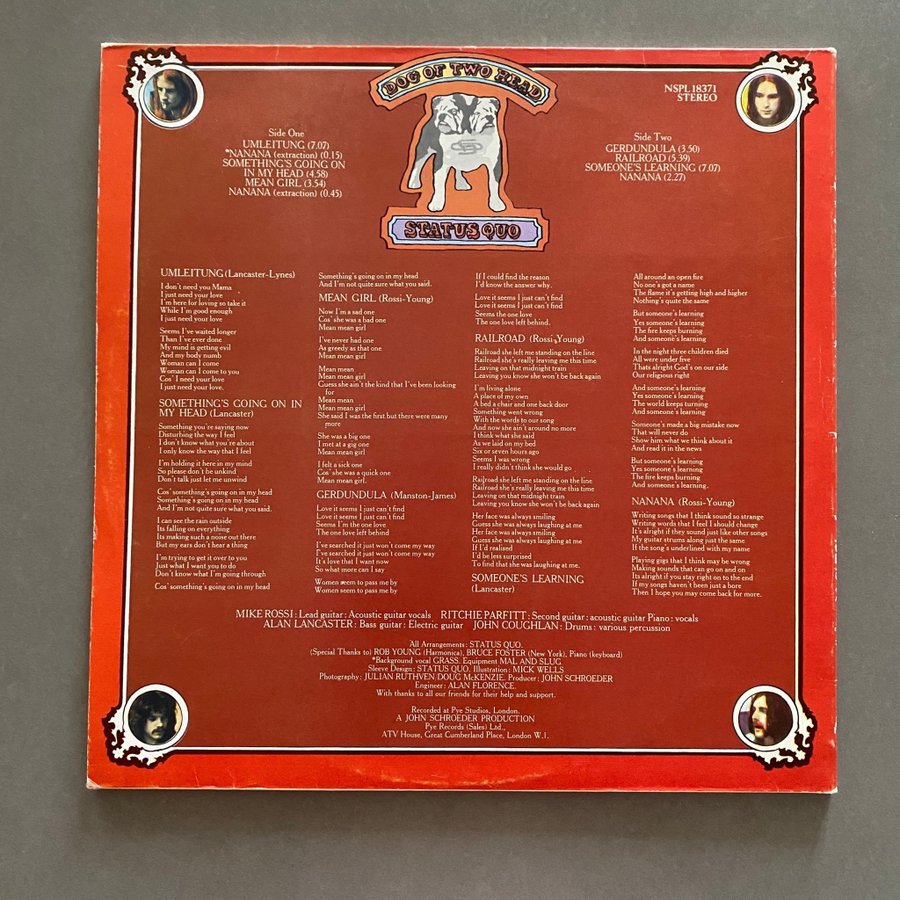 DOG OF TWO HEAD
STATUS QUO
NSPL 18371
STEREO
Side One
UMLEITUNG (7.07)
*NANANA (extraction) (0.15)
SOMETHING'S GOING ON
IN MY HEAD (4.58)
MEAN GIRL (3.54)
NANANA (extraction) (0.45)
Side Two
GERDUNDULA (3.50)
RAILROAD (5.39)
SOMEONE'S LEARNING (7.07)
NANANA (2.27)
UMLEITUNG (Lancaster-Lynes)
I don't need you Mama
I just need your love
I'm here for loving to take it
While I'm good enough
I just need your love
Seems I've waited longer
Than I've ever done
My mind is getting evil
And my body numb
Woman can I come
Woman can I come to you
Cos' I need your love
I just need your love.
SOMETHING'S GOING ON IN
MY HEAD (Lancaster)
Something you're saying now
Disturbing the way I feel
I don't know what you're about
I only know the way that I feel
I'm holding it here in my mind
So please don't be unkind
Don't talk just let me unwind
Cos' something's going on in my head
Something's going on in my head
And I'm not quite sure what you said.
I can see the rain outside
Its falling on everything
Its making such a noise out there
But my ears don't hear a thing
I'm trying to get it over to you
Just what I want you to do
Don't know what I'm going through
Cos' something's going on in my head
Something's going on in my head
And I'm not quite sure what you said.
MEAN GIRL (Rossi-Young)
Now I'm a sad one
Cos' she was a bad one
Mean mean girl
I've never had one
As greedy as that one
Mean mean girl
Mean mean
Mean mean girl
Guess she ain't the kind that I've been looking
for
Mean mean
Mean mean girl
She said I was the first but there were many
more
She was a big one
I met at a gig one
Mean mean girl
I felt a sick one
Cos' she was a quick one
Mean mean girl.
GERDUNDULA (Manston-James)
Love it seems I just can't find
Love it seems I just can't find
Seems I'm the one love
The one love left behind
I've searched it just won't come my way
I've searched it just won't come my way
It's love that I want now
So what more can I say
Women seem to pass me by
Women seem to pass me by
If I could find the reason
I'd know the answer why.
Love it seems I just can't find
Love it seems I just can't find
Seems the one love
The one love left behind.
RAILROAD (Rossi-Young)
Railroad she left me standing on the line
Railroad she's really leaving me this time
Leaving on that midnight train
Leaving you know she won't be back again
I'm living alone
A place of my own
A bed a chair and one back door
Something went wrong
With the words to our song
And now she ain't around no more
I think what she said
As we laid on my bed
Six or seven hours ago
Seems I was wrong
I really didn't think she would go
Railroad she left me standing on the line
Railroad she's really leaving me this time
Leaving on that midnight train
Leaving you know she won't be back again
Her face was always smiling
Guess she was always laughing at me
Her face was always smiling
Guess she was always laughing at me
If I'd realised
I'd be less surprised
To find that she was laughing at me.
SOMEONE'S LEARNING
(Lancaster)
All around an open fire
No one's got a name
The flame it's getting high and higher
Nothing's quite the same
But someone's learning
Yes someone's learning
The fire keeps burning
And someone's learning
In the night three children died
All were under five
Thats alright God's on our side
Our religious right
And someone's learning
Yes someone's learning
The world keeps turning
And someone's learning
Someone's made a big mistake now
That will never do
Show him what we think about it
And read it in the news
But someone's learning
Yes someone's learning
The fire keeps burning
And someone's learning.
NANANA (Rossi-Young)
Writing songs that I think sound so strange
Writing words that I feel I should change
It's alright if they sound just like other songs
My guitar strums along just the same
If the song's underlined with my name
Playing gigs that I think may be wrong
Making sounds that can go on and on
Its alright if you stay right on to the end
If my songs haven't been just a bore
Then I hope you may come back for more.
MIKE ROSSI: Lead guitar: Acoustic guitar vocals RITCHIE PARFITT: Second guitar: acoustic guitar Piano: vocals
ALAN LANCASTER: Bass guitar: Electric guitar JOHN COUGHLAN: Drums: various percussion
All Arrangements: STATUS QUO.
(Special Thanks to) ROB YOUNG (Harmonica), BRUCE FOSTER (New York), Piano (keyboard)
*Background vocal GRASS. Equipment MAL AND SLUG.
Sleeve Design: STATUS QUO. Illustration: MICK WELLS.
Photography: JULIAN RUTHVEN/DOUG McKENZIE. Producer: JOHN SCHROEDER
Engineer: ALAN FLORENCE.
With thanks to all our friends for their help and support.
Recorded at Pye Studios, London.
A JOHN SCHROEDER PRODUCTION
Pye Records (Sales) Ltd.,
ATV House, Great Cumberland Place, London W.1.